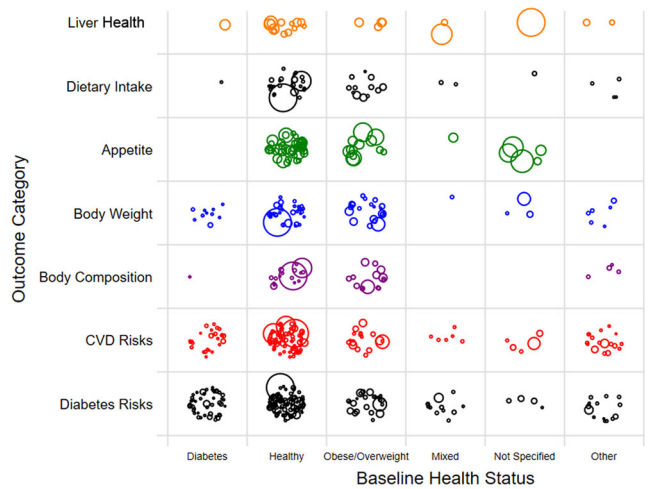 Liver Health
Dietary Intake
Appetite
Body Weight
Body Composition
CVD Risks
Diabetes Risks
Outcome Category
Diabetes Healthy Obese/Overweight Mixed Not Specified Other
Baseline Health Status